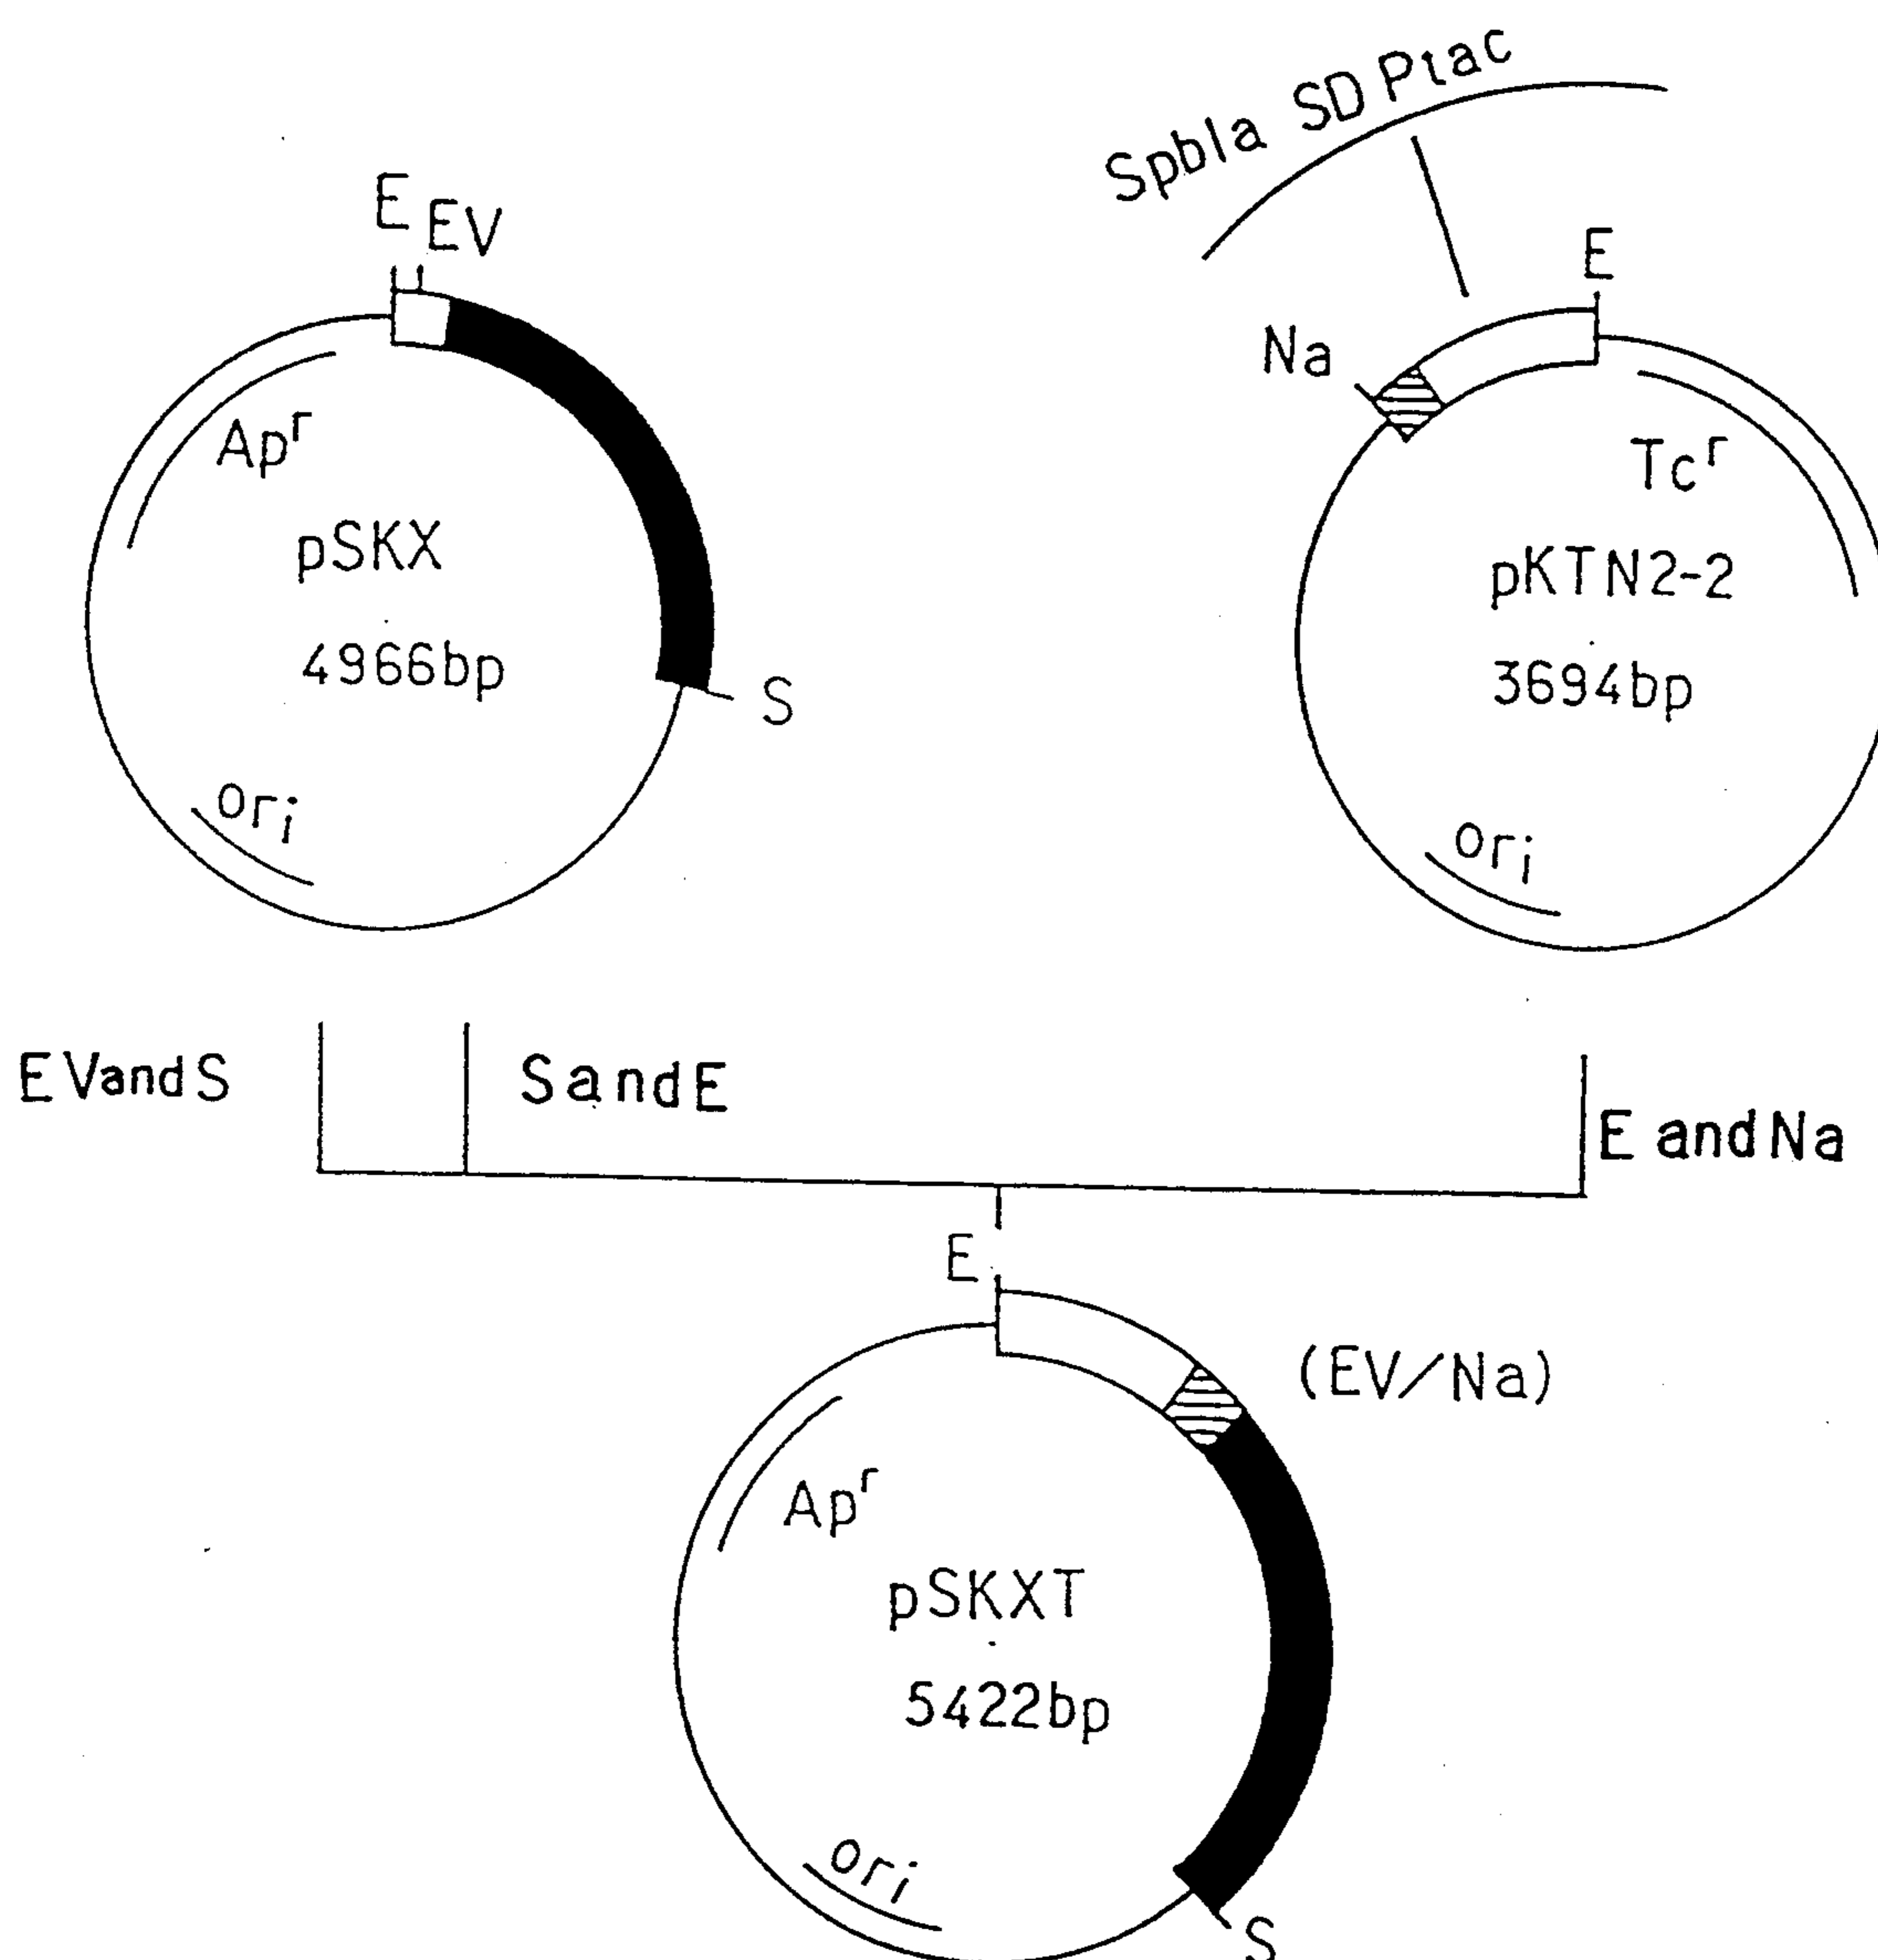 Spbla SD Ptac
E
EV
E
Na
Apʳ
Tcʳ
pSKX
pKTN2-2
4966bp
3694bp
S
ori
ori
EVandS
SandE
E andNa
E
(EV/Na)
Apʳ
pSKXT
5422bp
ori
S